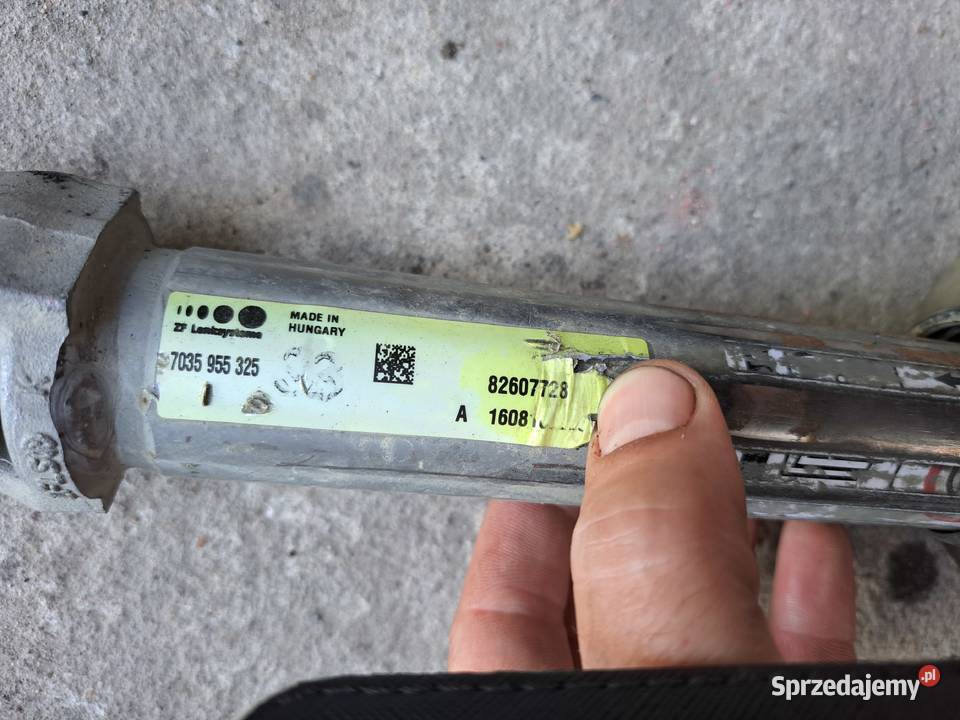 ZF Lenksysteme
MADE IN
HUNGARY
7035 955 325
82607728
A
Sprzedajemy.pl